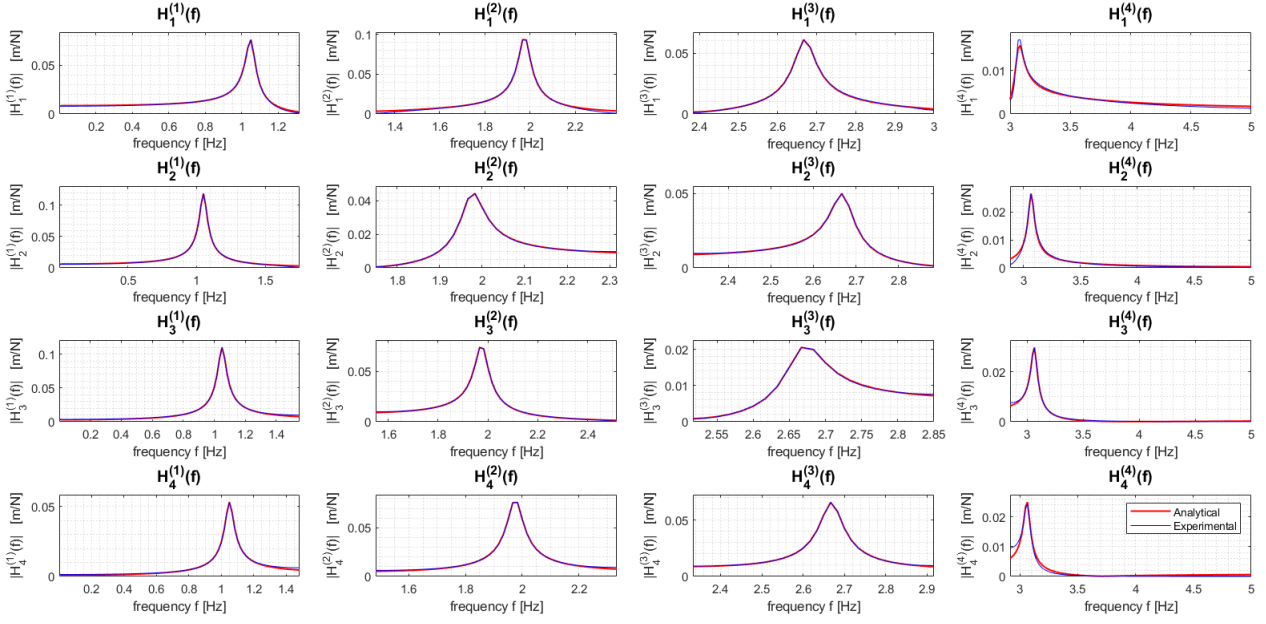 H₁⁽¹⁾(f) H₁⁽²⁾(f) H₁⁽³⁾(f) H₁⁽⁴⁾(f)
|H₁⁽¹⁾(f)| [m/N] 0.05 0 |H₁⁽²⁾(f)| [m/N] 0.1 0.05 0 |H₁⁽³⁾(f)| [m/N] 0.05 0 |H₁⁽⁴⁾(f)| [m/N] 0.01 0
0.2 0.4 0.6 0.8 1 1.2 1.4 1.6 1.8 2 2.2 2.4 2.5 2.6 2.7 2.8 2.9 3 3 3.5 4 4.5 5
frequency f [Hz] frequency f [Hz] frequency f [Hz] frequency f [Hz]
H₂⁽¹⁾(f) H₂⁽²⁾(f) H₂⁽³⁾(f) H₂⁽⁴⁾(f)
|H₂⁽¹⁾(f)| [m/N] 0.1 0.05 0 |H₂⁽²⁾(f)| [m/N] 0.04 0.02 0 |H₂⁽³⁾(f)| [m/N] 0.05 0 |H₂⁽⁴⁾(f)| [m/N] 0.02 0.01 0
0.5 1 1.5 1.8 1.9 2 2.1 2.2 2.3 2.4 2.5 2.6 2.7 2.8 3 3.5 4 4.5 5
frequency f [Hz] frequency f [Hz] frequency f [Hz] frequency f [Hz]
H₃⁽¹⁾(f) H₃⁽²⁾(f) H₃⁽³⁾(f) H₃⁽⁴⁾(f)
|H₃⁽¹⁾(f)| [m/N] 0.1 0.05 0 |H₃⁽²⁾(f)| [m/N] 0.05 0 |H₃⁽³⁾(f)| [m/N] 0.02 0.01 0 |H₃⁽⁴⁾(f)| [m/N] 0.02 0
0.2 0.4 0.6 0.8 1 1.2 1.4 1.6 1.8 2 2.2 2.4 2.55 2.6 2.65 2.7 2.75 2.8 2.85 3 3.5 4 4.5 5
frequency f [Hz] frequency f [Hz] frequency f [Hz] frequency f [Hz]
H₄⁽¹⁾(f) H₄⁽²⁾(f) H₄⁽³⁾(f) H₄⁽⁴⁾(f)
|H₄⁽¹⁾(f)| [m/N] 0.05 0 |H₄⁽²⁾(f)| [m/N] 0.05 0 |H₄⁽³⁾(f)| [m/N] 0.05 0 |H₄⁽⁴⁾(f)| [m/N] 0.02 0.01 0
Analytical
Experimental
0.2 0.4 0.6 0.8 1 1.2 1.4 1.6 1.8 2 2.2 2.4 2.5 2.6 2.7 2.8 2.9 3 3.5 4 4.5 5
frequency f [Hz] frequency f [Hz] frequency f [Hz] frequency f [Hz]